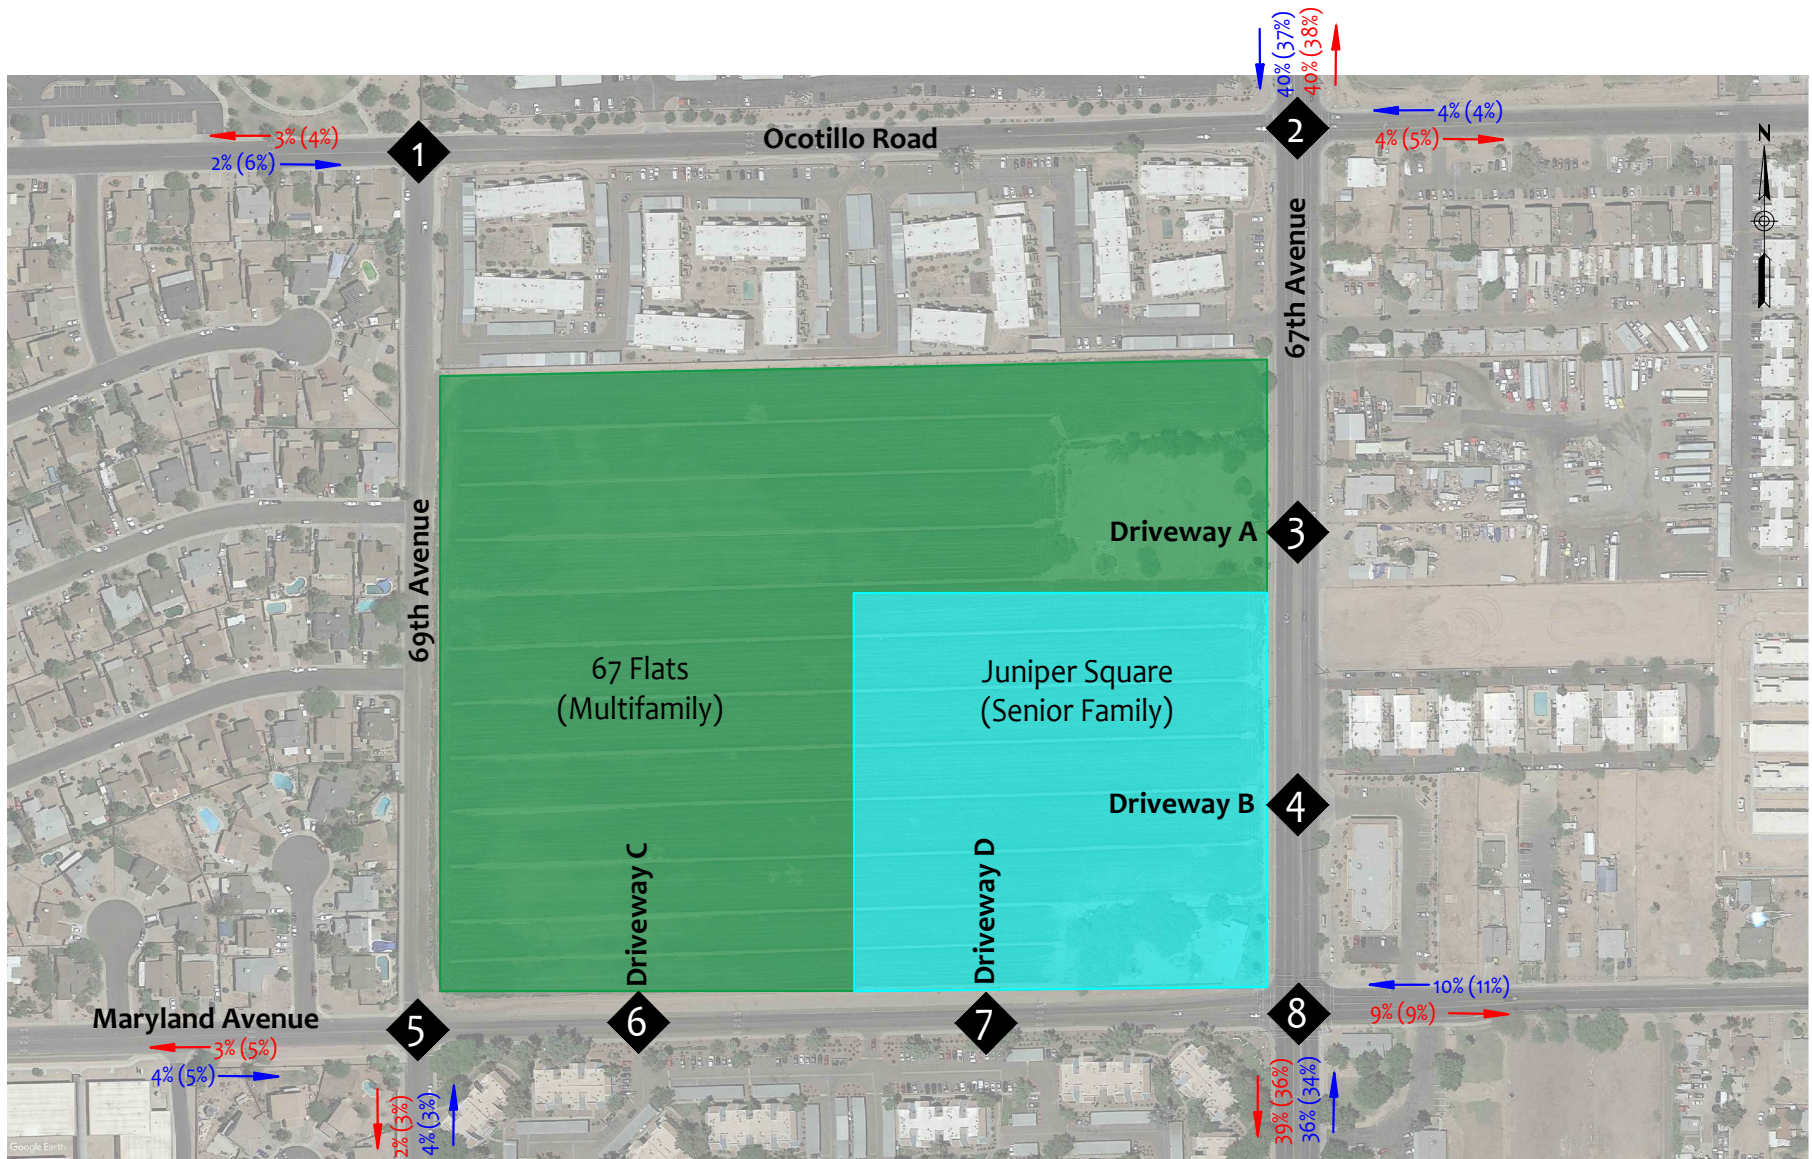 40% (37%)
40% (38%)
4% (4%)
4% (5%)
3% (4%)
2% (6%)
1
Ocotillo Road
2
N
67th Avenue
69th Avenue
Driveway A
3
67 Flats
(Multifamily)
Juniper Square
(Senior Family)
Driveway B
4
Driveway C
Driveway D
Maryland Avenue
5
6
7
8
10% (11%)
9% (9%)
3% (5%)
4% (5%)
2% (3%)
4% (3%)
39% (36%)
36% (34%)
Google Earth